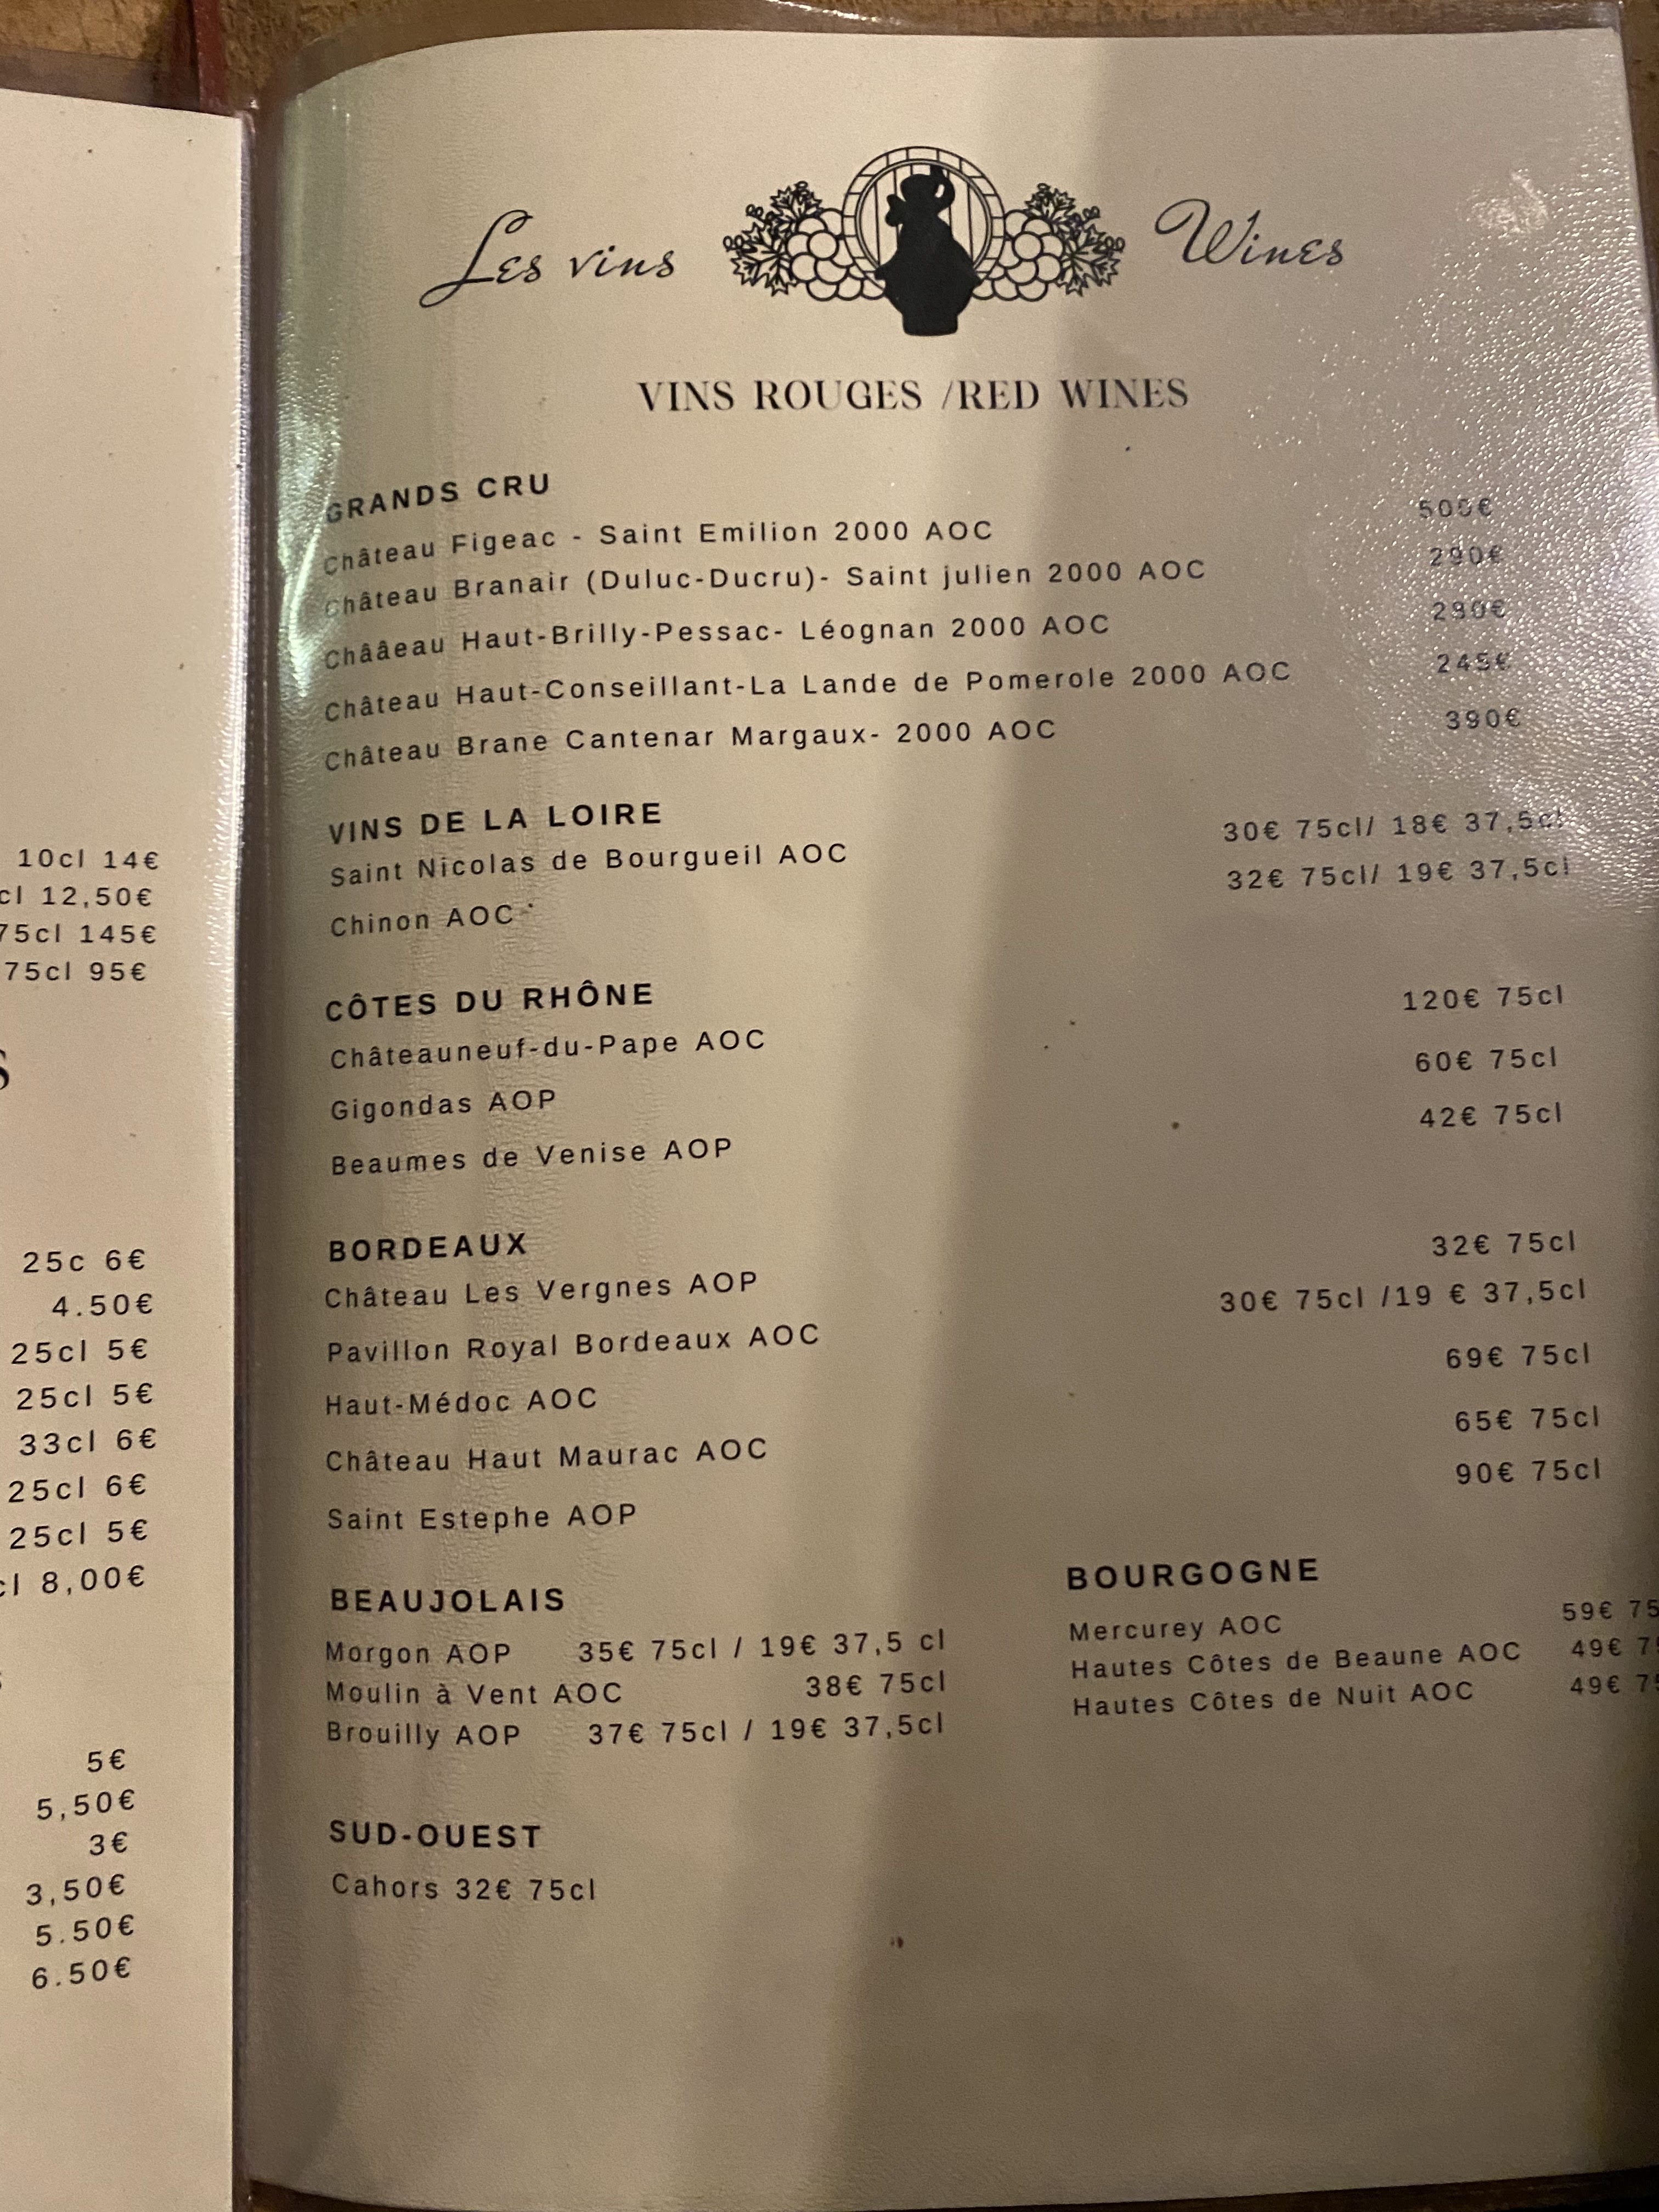 10cl 14€
cl 12,50€
75cl 145€
75cl 95€
S
25c 6€
4.50€
25cl 5€
25cl 5€
33cl 6€
25cl 6€
25cl 5€
cl 8,00€
5€
5,50€
3€
3,50€
5.50€
6.50€
Les vins Wines
VINS ROUGES /RED WINES
GRANDS CRU
Château Figeac - Saint Emilion 2000 AOC 500€
Château Branair (Duluc-Ducru)- Saint julien 2000 AOC 290€
Chââeau Haut-Brilly-Pessac- Léognan 2000 AOC 290€
Château Haut-Conseillant-La Lande de Pomerole 2000 AOC 245€
Château Brane Cantenar Margaux- 2000 AOC 390€
VINS DE LA LOIRE
Saint Nicolas de Bourgueil AOC 30€ 75cl/ 18€ 37,5cl
Chinon AOC 32€ 75cl/ 19€ 37,5cl
CÔTES DU RHÔNE
Châteauneuf-du-Pape AOC 120€ 75cl
Gigondas AOP 60€ 75cl
Beaumes de Venise AOP 42€ 75cl
BORDEAUX
Château Les Vergnes AOP 32€ 75cl
Pavillon Royal Bordeaux AOC 30€ 75cl /19 € 37,5cl
Haut-Médoc AOC 69€ 75cl
Château Haut Maurac AOC 65€ 75cl
Saint Estephe AOP 90€ 75cl
BEAUJOLAIS
Morgon AOP 35€ 75cl / 19€ 37,5 cl
Moulin à Vent AOC 38€ 75cl
Brouilly AOP 37€ 75cl / 19€ 37,5cl
BOURGOGNE
Mercurey AOC 59€ 75
Hautes Côtes de Beaune AOC 49€ 7
Hautes Côtes de Nuit AOC 49€ 75
SUD-OUEST
Cahors 32€ 75cl